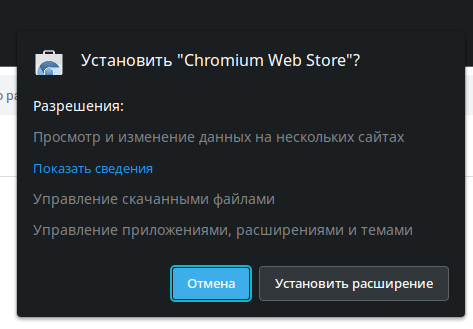 Установить "Chromium Web Store"?
Разрешения:
Просмотр и изменение данных на нескольких сайтах
Показать сведения
Управление скачанными файлами
Управление приложениями, расширениями и темами
Отмена
Установить расширение